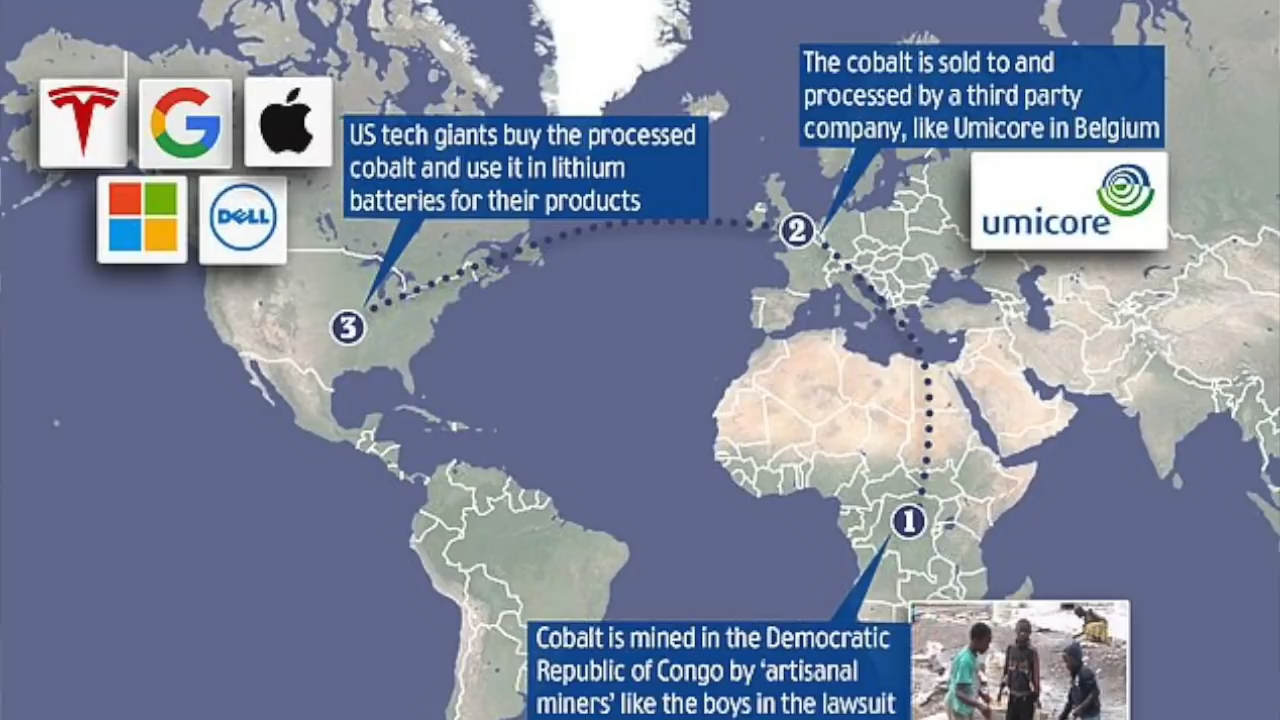 US tech giants buy the processed
cobalt and use it in lithium
batteries for their products
DELL
The cobalt is sold to and
processed by a third party
company, like Umicore in Belgium
umicore
2
3
1
Cobalt is mined in the Democratic
Republic of Congo by ‘artisanal
miners’ like the boys in the lawsuit